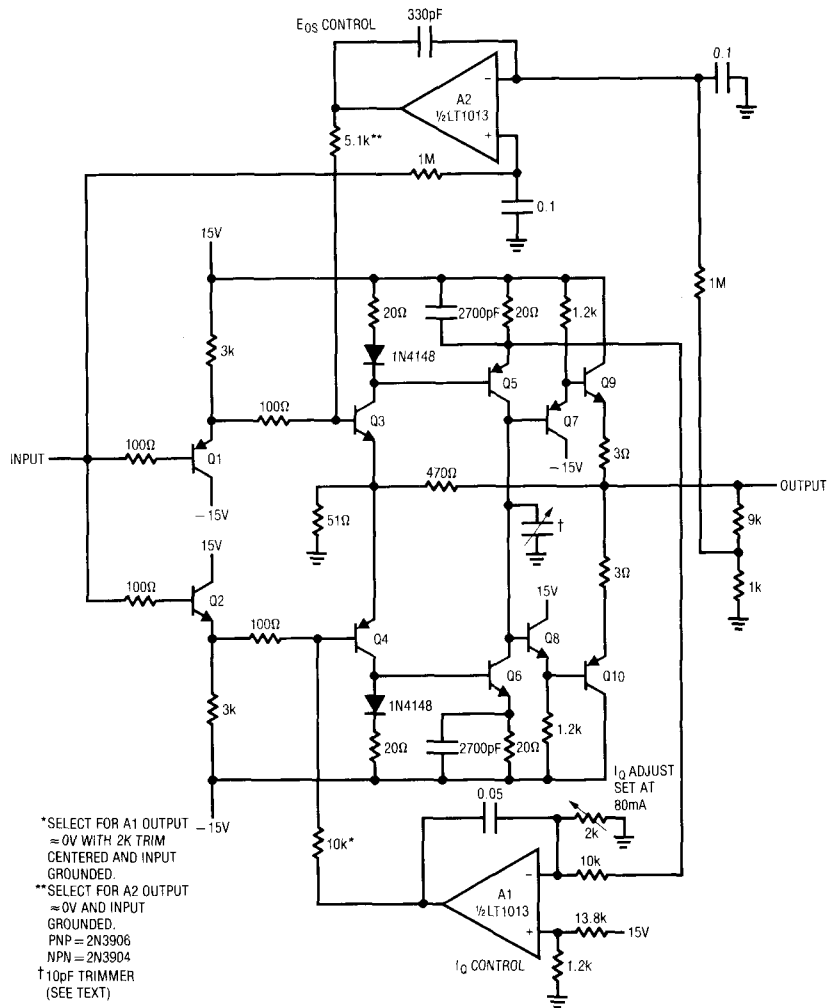 EOS CONTROL
330pF
0.1
A2
½LT1013
5.1k**
1M
0.1
15V
1M
3k
20Ω
2700pF
20Ω
1.2k
1N4148
Q5
Q9
100Ω
Q3
Q7
INPUT
100Ω
Q1
-15V
3Ω
-15V
470Ω
OUTPUT
51Ω
†
9k
15V
3Ω
1k
100Ω
Q2
15V
100Ω
Q4
Q8
Q6
Q10
3k
1N4148
1.2k
20Ω
2700pF
20Ω
IQ ADJUST
SET AT
80mA
-15V
0.05
2k
10k*
10k
A1
½LT1013
13.8k
15V
1.2k
IQ CONTROL
*SELECT FOR A1 OUTPUT
≈0V WITH 2K TRIM
CENTERED AND INPUT
GROUNDED.
**SELECT FOR A2 OUTPUT
≈0V AND INPUT
GROUNDED.
PNP=2N3906
NPN=2N3904
†10pF TRIMMER
(SEE TEXT)
-
+
-
+